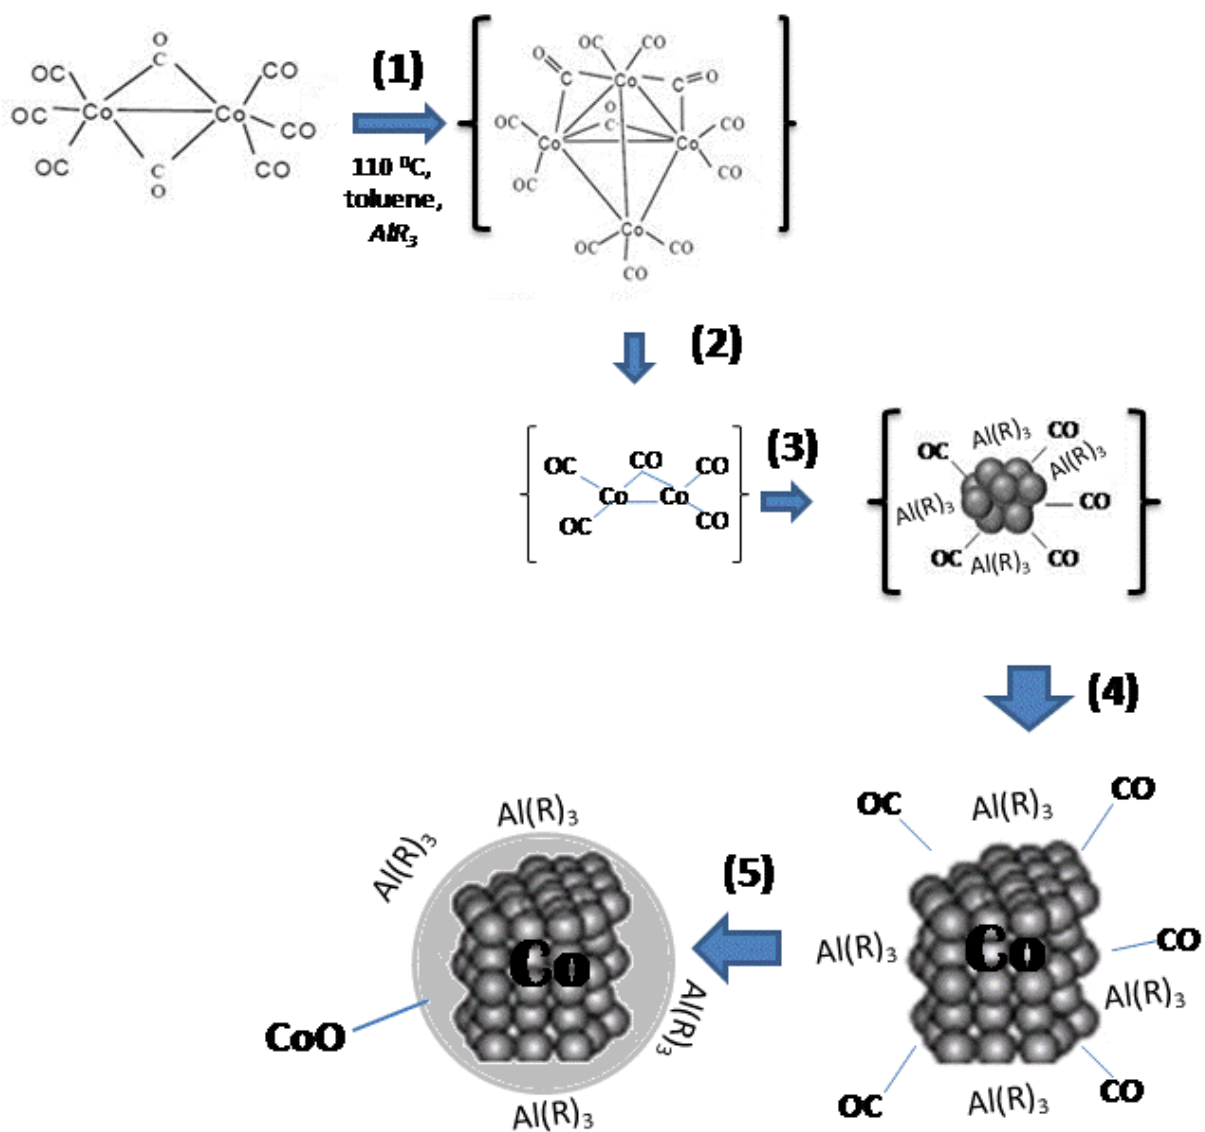 O
C
OC
CO
OC
Co
Co
CO
OC
CO
C
O
(1)
110 ⁰C,
toluene,
AlR₃
OC
CO
O
C
Co
C
O
O
C
OC
Co
Co
CO
OC
CO
Co
OC
CO
CO
(2)
OC
CO
CO
Co
Co
OC
CO
(3)
Al(R)₃
CO
OC
Al(R)₃
Al(R)₃
CO
OC
Al(R)₃
CO
(4)
OC
Al(R)₃
CO
Al(R)₃
Co
CO
Al(R)₃
OC
Al(R)₃
CO
(5)
Al(R)₃
Al(R)₃
Co
CoO
Al(R)₃
Al(R)₃